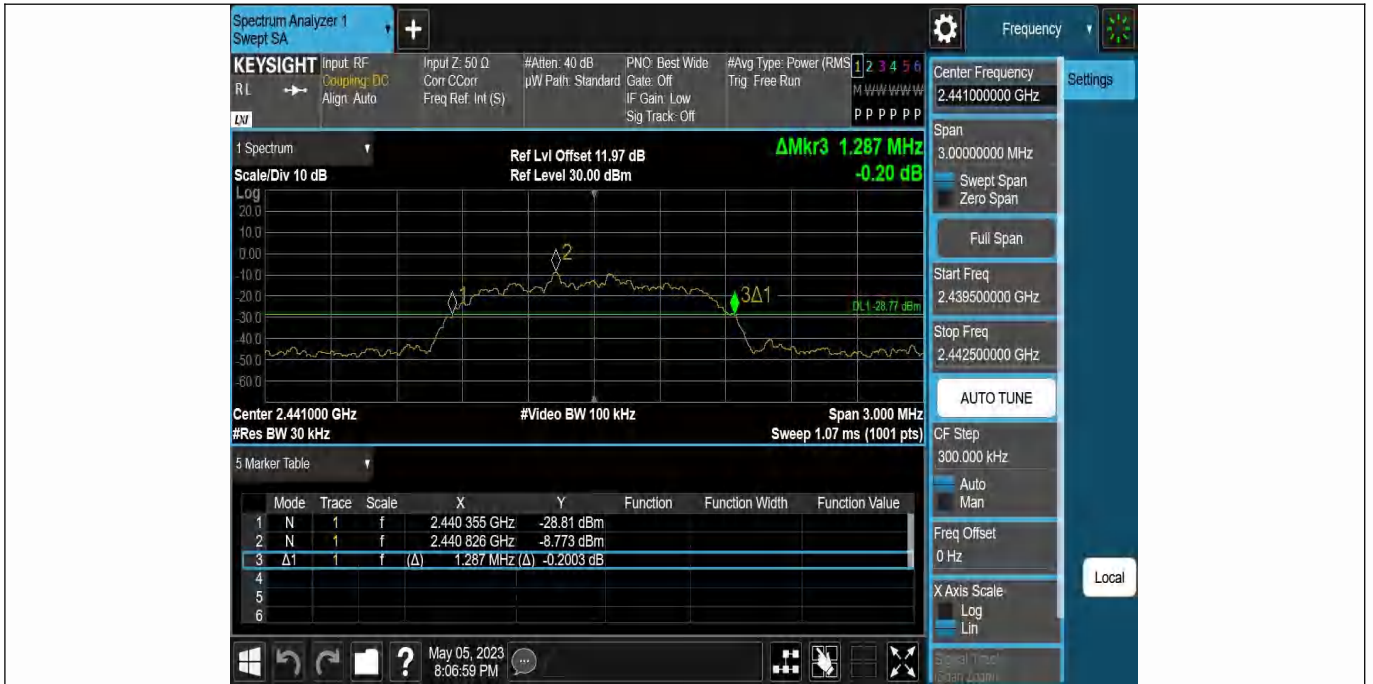 Spectrum Analyzer 1
Swept SA
+
Frequency
KEYSIGHT
RL
LXI
Input: RF
Coupling: DC
Align: Auto
Input Z: 50 Ω
Corr CCorr
Freq Ref: Int (S)
#Atten: 40 dB
µW Path: Standard
PNO: Best Wide
Gate: Off
IF Gain: Low
Sig Track: Off
#Avg Type: Power (RMS
Trig: Free Run
1 2 3 4 5 6
M W W W W W
P P P P P P
1 Spectrum
Scale/Div 10 dB
Ref Lvl Offset 11.97 dB
Ref Level 30.00 dBm
ΔMkr3 1.287 MHz
-0.20 dB
Log
20.0
10.0
0.00
-10.0
-20.0
-30.0
-40.0
-50.0
-60.0
1
2
3Δ1
DL1 -28.77 dBm
Center 2.441000 GHz
#Video BW 100 kHz
Span 3.000 MHz
#Res BW 30 kHz
Sweep 1.07 ms (1001 pts)
5 Marker Table
Mode Trace Scale X Y Function Function Width Function Value
1 N 1 f 2.440 355 GHz -28.81 dBm
2 N 1 f 2.440 826 GHz -8.773 dBm
3 Δ1 1 f (Δ) 1.287 MHz (Δ) -0.2003 dB
4
5
6
?
May 05, 2023
8:06:59 PM
Center Frequency
2.441000000 GHz
Settings
Span
3.00000000 MHz
Swept Span
Zero Span
Full Span
Start Freq
2.439500000 GHz
Stop Freq
2.442500000 GHz
AUTO TUNE
CF Step
300.000 kHz
Auto
Man
Freq Offset
0 Hz
X Axis Scale
Log
Lin
Local
Signal Track
(Span Zoom)